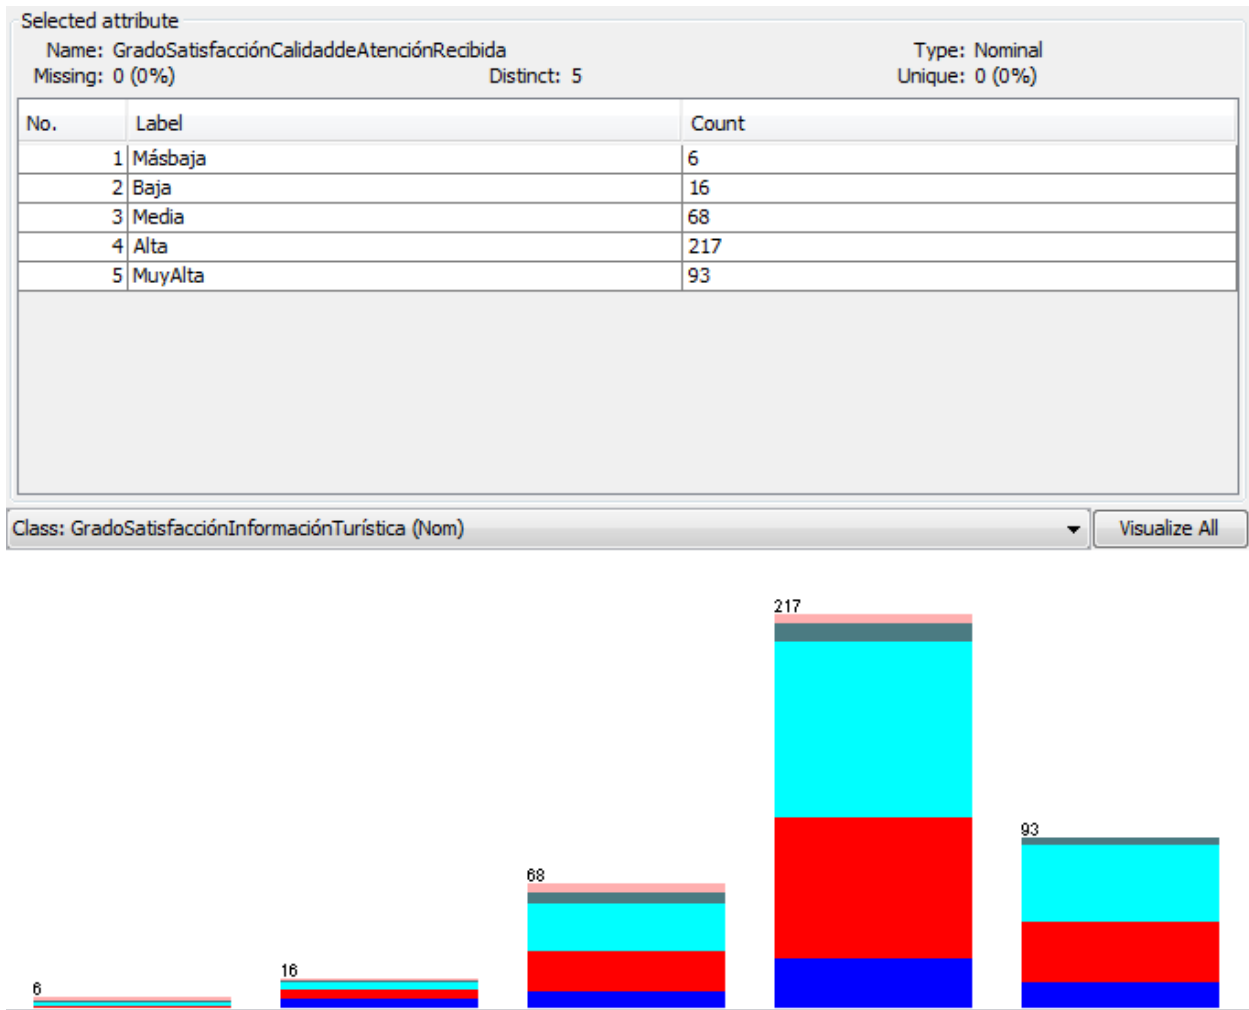 Selected attribute
Name: GradoSatisfacciónCalidaddeAtenciónRecibida Type: Nominal
Missing: 0 (0%) Distinct: 5 Unique: 0 (0%)
No. Label Count
1 Másbaja 6
2 Baja 16
3 Media 68
4 Alta 217
5 MuyAlta 93
Class: GradoSatisfacciónInformaciónTurística (Nom) Visualize All
217
93
68
16
6